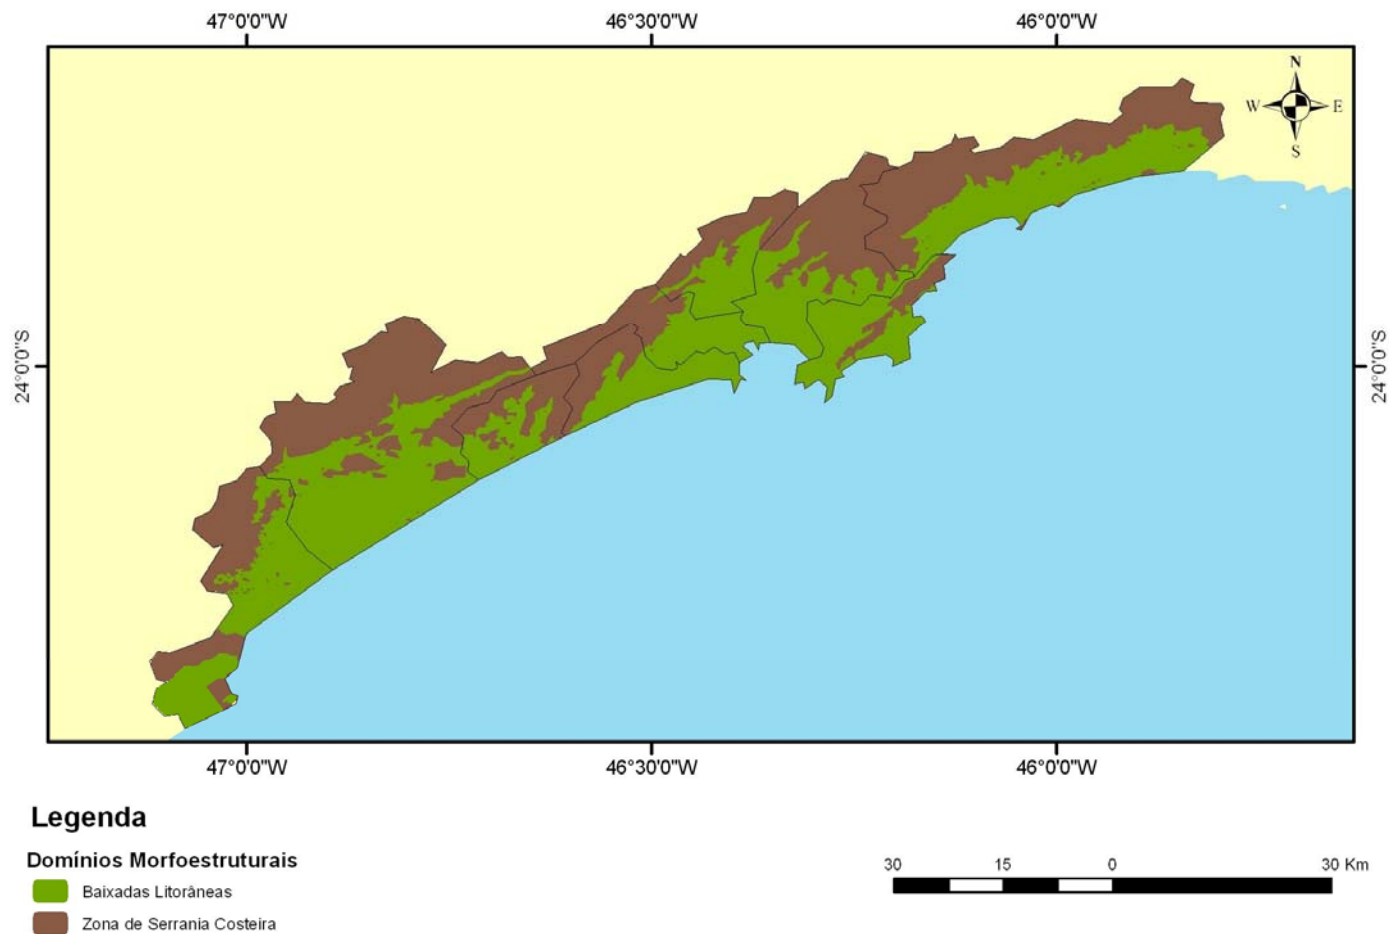 47°0'0"W 46°30'0"W 46°0'0"W
N
W E
S
24°0'0"S 24°0'0"S
47°0'0"W 46°30'0"W 46°0'0"W
Legenda
Domínios Morfoestruturais
Baixadas Litorâneas
Zona de Serrania Costeira
30 15 0 30 Km